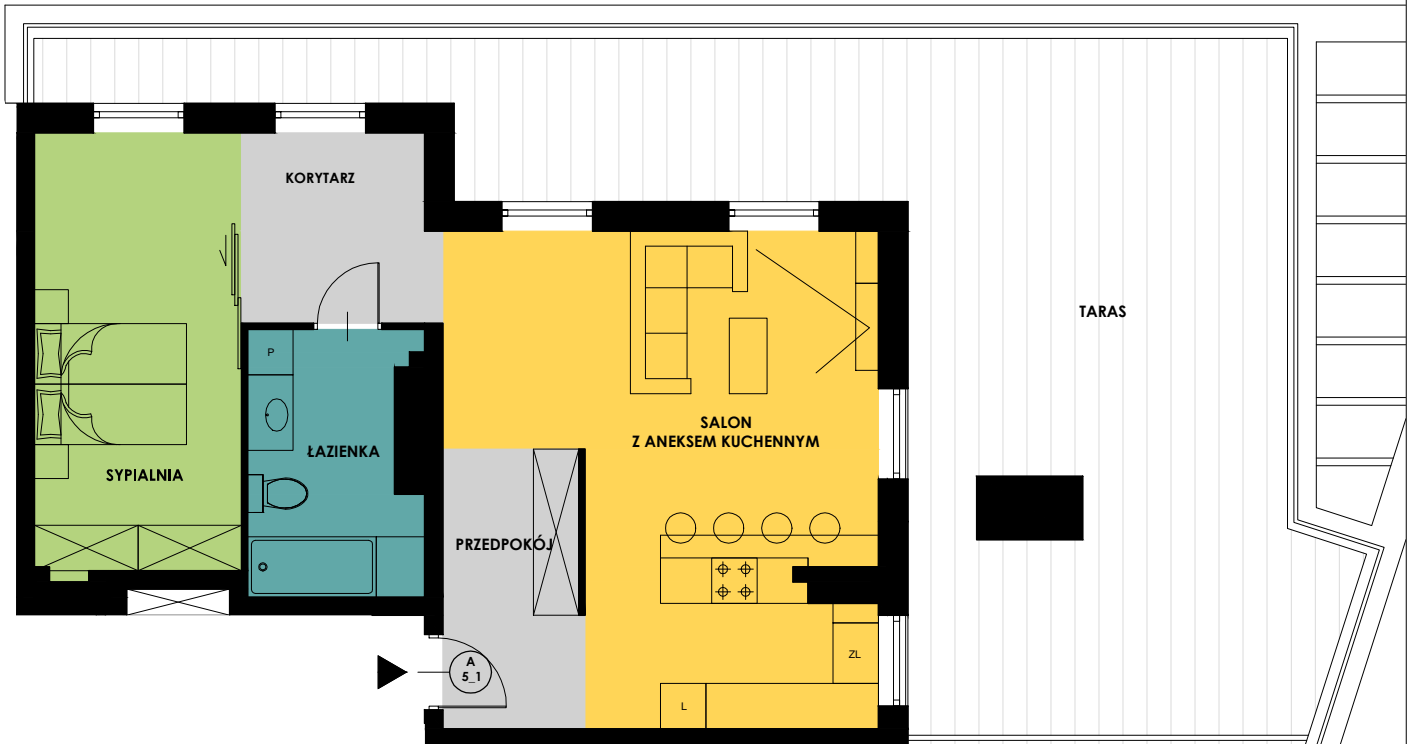 KORYTARZ
TARAS
P
SALON
Z ANEKSEM KUCHENNYM
ŁAZIENKA
SYPIALNIA
PRZEDPOKÓJ
ZL
A
5_1
L